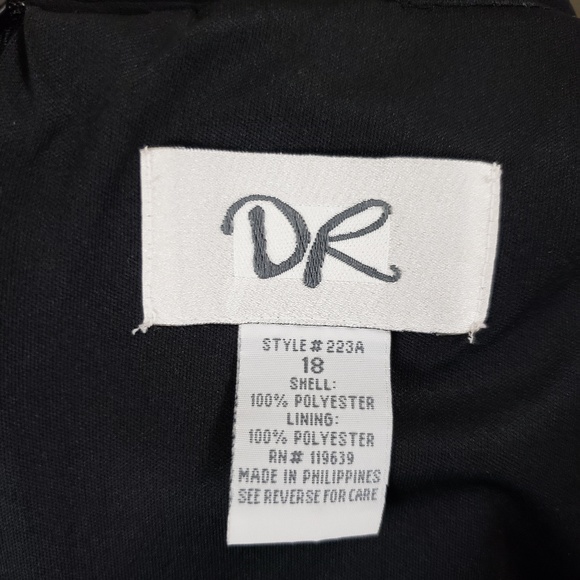 DR
STYLE# 223A
18
SHELL:
100% POLYESTER
LINING:
100% POLYESTER
RN# 119639
MADE IN PHILIPPINES
SEE REVERSE FOR CARE